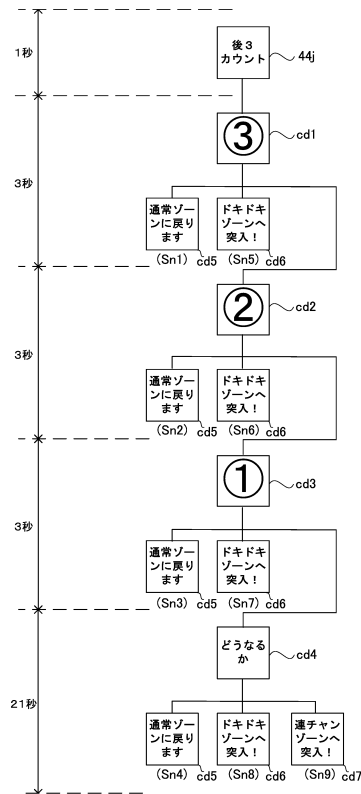 1秒
後3
カウント
44j
3秒
③
cd1
通常ゾー
ンに戻り
ます
(Sn1) cd5
ドキドキ
ゾーンへ
突入！
(Sn5) cd6
3秒
②
cd2
通常ゾー
ンに戻り
ます
(Sn2) cd5
ドキドキ
ゾーンへ
突入！
(Sn6) cd6
3秒
①
cd3
通常ゾー
ンに戻り
ます
(Sn3) cd5
ドキドキ
ゾーンへ
突入！
(Sn7) cd6
21秒
どうなる
か
cd4
通常ゾー
ンに戻り
ます
(Sn4) cd5
ドキドキ
ゾーンへ
突入！
(Sn8) cd6
連チャン
ゾーンへ
突入！
(Sn9) cd7